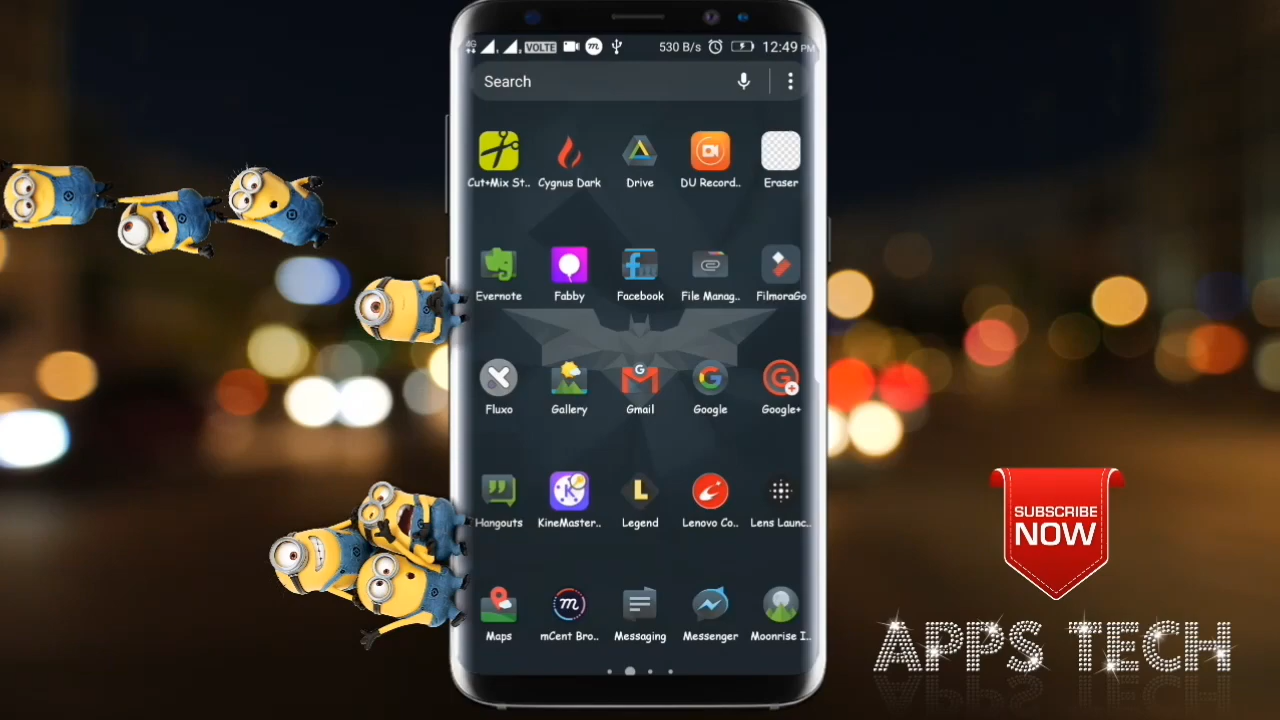 4G VOLTE m 530 B/s 12:49 PM
Search
Cut+Mix St.. Cygnus Dark Drive DU Record.. Eraser
Evernote Fabby Facebook File Manag.. FilmoraGo
Fluxo Gallery Gmail Google Google+
Hangouts KineMaster.. Legend Lenovo Co.. Lens Launc..
Maps mCent Bro.. Messaging Messenger Moonrise I..
SUBSCRIBE
NOW
APPS TECH